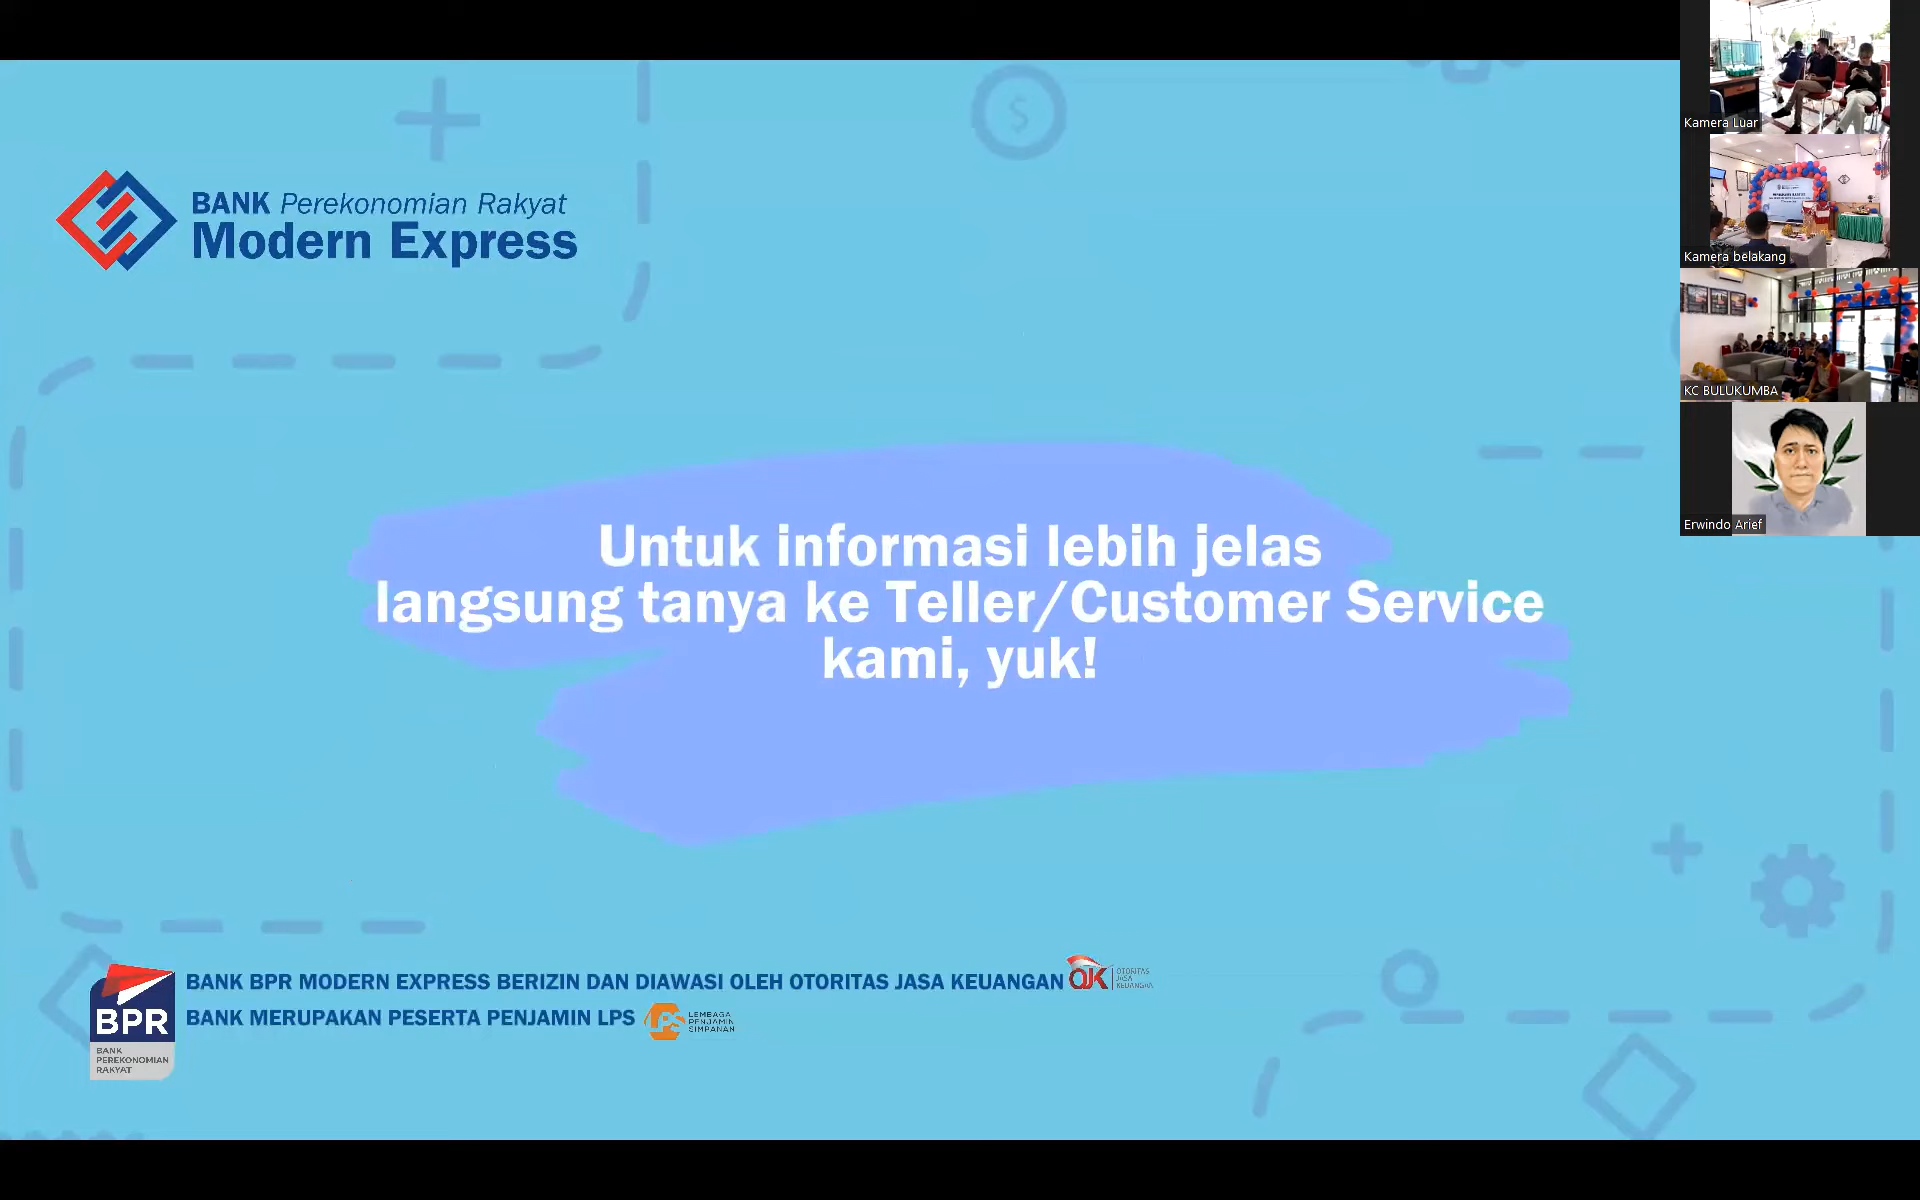 BANK Perekonomian Rakyat
Modern Express
Untuk informasi lebih jelas
langsung tanya ke Teller/Customer Service
kami, yuk!
BPR
BANK
PEREKONOMIAN
RAKYAT
BANK BPR MODERN EXPRESS BERIZIN DAN DIAWASI OLEH OTORITAS JASA KEUANGAN
OJK
OTORITAS
JASA
KEUANGAN
BANK MERUPAKAN PESERTA PENJAMIN LPS
LPS
LEMBAGA
PENJAMIN
SIMPANAN
Kamera Luar
Kamera belakang
KC BULUKUMBA
Erwindo Arief